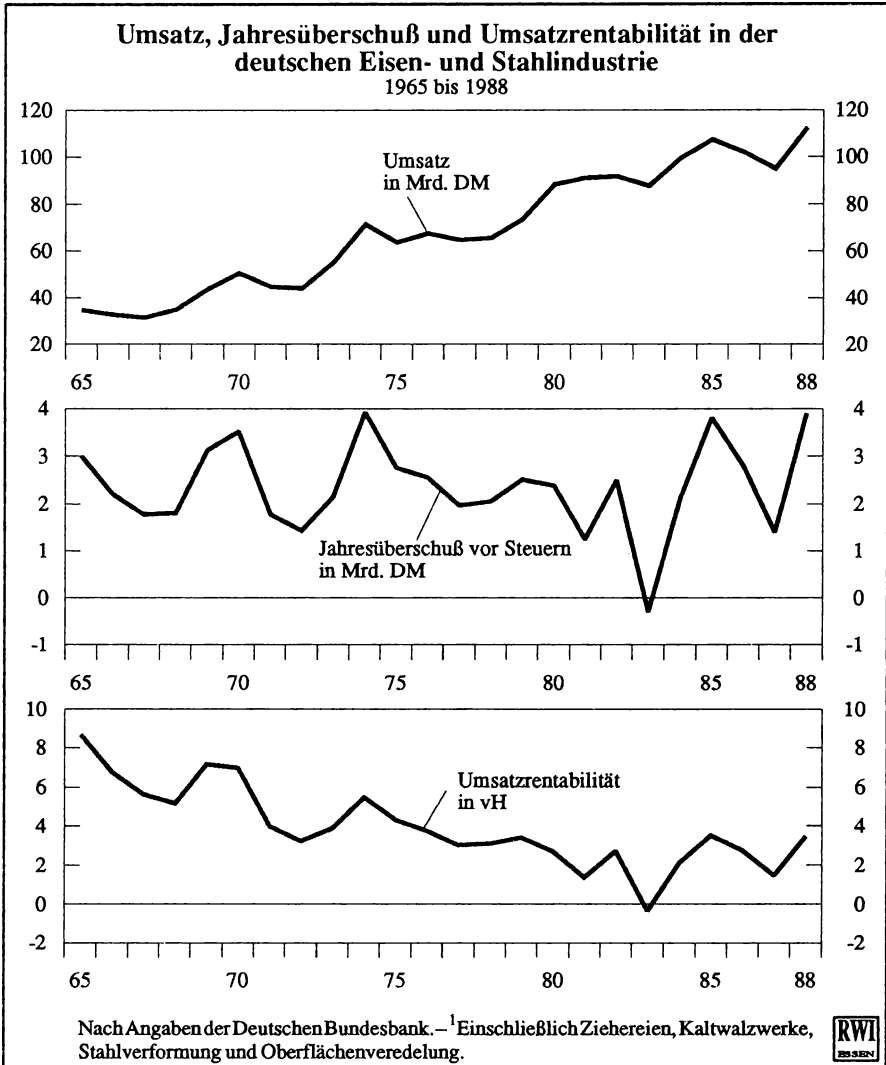 Umsatz, Jahresüberschuß und Umsatzrentabilität in der
deutschen Eisen- und Stahlindustrie
1965 bis 1988
120 120
100 100
Umsatz
in Mrd. DM
80 80
60 60
40 40
20 20
65 70 75 80 85 88
4 4
3 3
2 2
1 1
Jahresüberschuß vor Steuern
in Mrd. DM
0 0
-1 -1
65 70 75 80 85 88
10 10
8 8
6 6
Umsatzrentabilität
in vH
4 4
2 2
0 0
-2 -2
65 70 75 80 85 88
Nach Angaben der Deutschen Bundesbank.– ¹Einschließlich Ziehereien, Kaltwalzwerke,
Stahlverformung und Oberflächenveredelung.
RWI
ESSEN